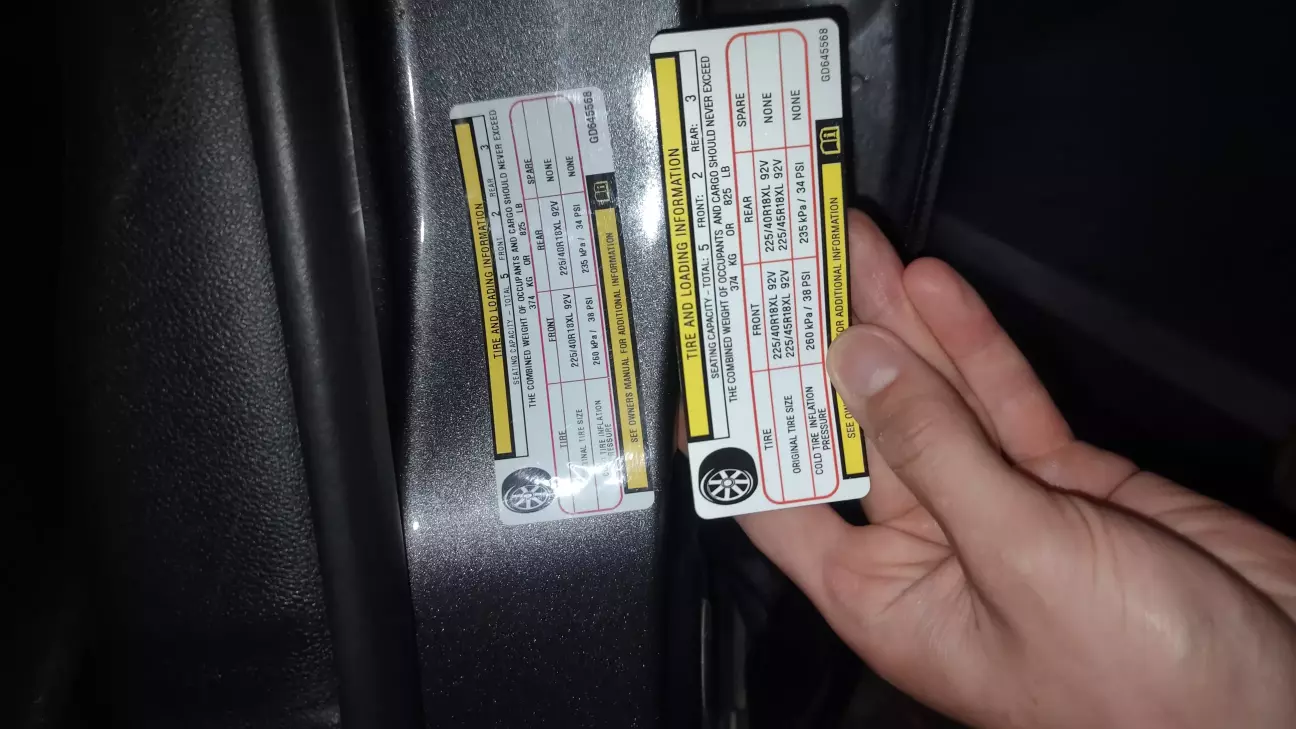 TIRE AND LOADING INFORMATION
SEATING CAPACITY - TOTAL 5 FRONT 2 REAR 3
THE COMBINED WEIGHT OF OCCUPANTS AND CARGO SHOULD NEVER EXCEED
374 KG OR 825 LB
TIRE FRONT REAR SPARE
INAL TIRE SIZE 225/40R18XL 92V 225/40R18XL 92V NONE
TIRE INFLATION 260 kPa / 38 PSI 235 kPa / 34 PSI NONE
SEE OWNERS MANUAL FOR ADDITIONAL INFORMATION
GD645568
TIRE AND LOADING INFORMATION
SEATING CAPACITY - TOTAL: 5 FRONT: 2 REAR: 3
THE COMBINED WEIGHT OF OCCUPANTS AND CARGO SHOULD NEVER EXCEED
374 KG OR 825 LB
TIRE FRONT REAR SPARE
ORIGINAL TIRE SIZE 225/40R18XL 92V 225/40R18XL 92V NONE
225/45R18XL 92V 225/45R18XL 92V
COLD TIRE INFLATION 260 kPa / 38 PSI 235 kPa / 34 PSI NONE
PRESSURE
SEE OWNERS FOR ADDITIONAL INFORMATION
GD645568